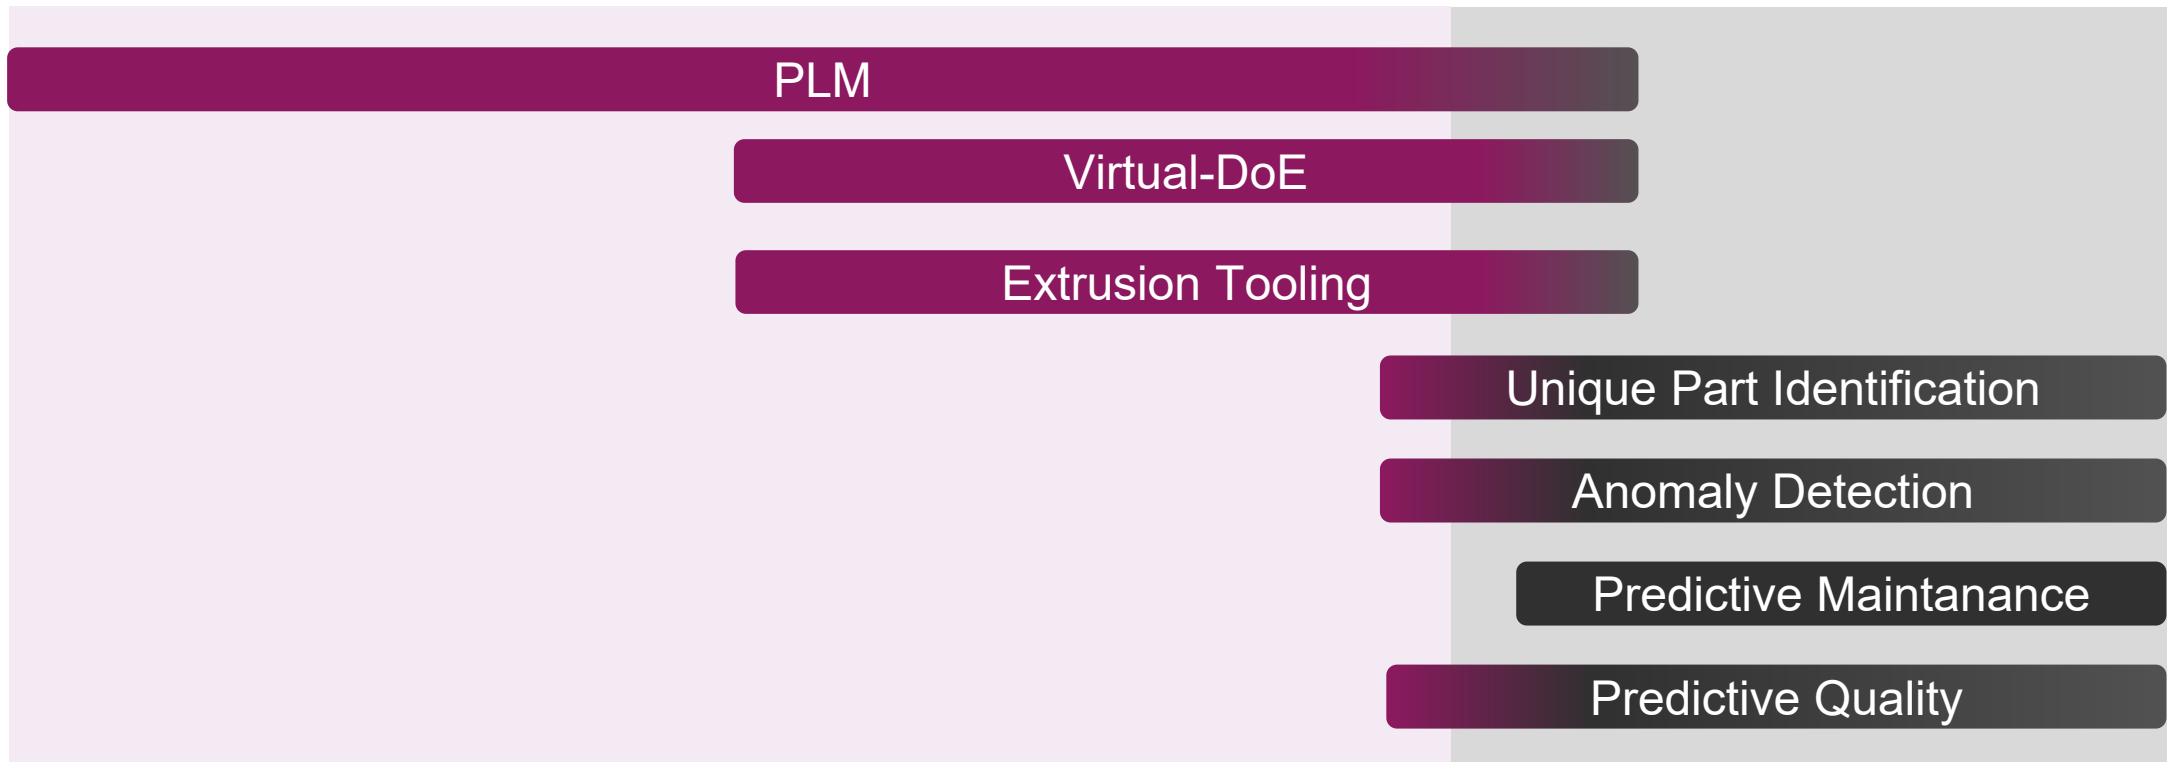 PLM
Virtual-DoE
Extrusion Tooling
Unique Part Identification
Anomaly Detection
Predictive Maintanance
Predictive Quality